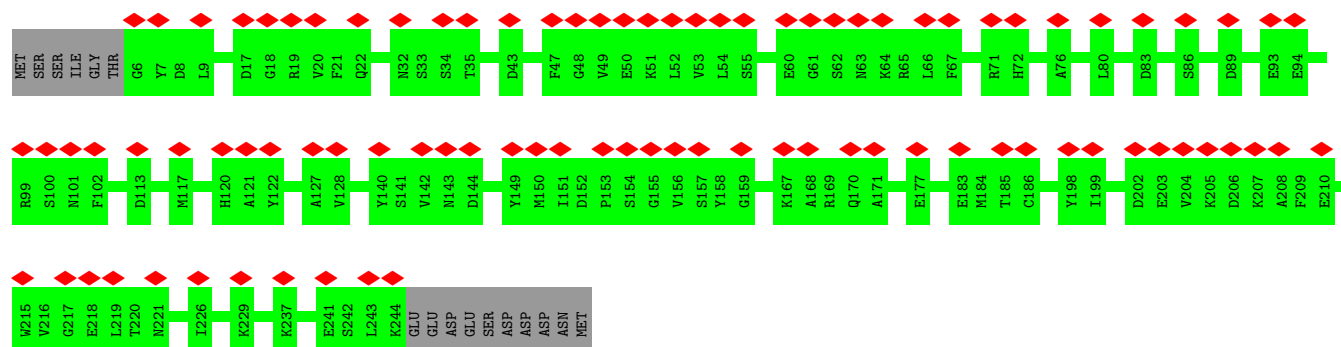 MET SER SER ILE GLY THR G6 Y7 D8 L9 D17 G18 R19 V20 F21 Q22 N32 S33 S34 T35 D43 F47 G48 V49 E50 K51 L52 V53 L54 S55 E60 G61 S62 N63 K64 R65 L66 F67 R71 H72 A76 L80 D83 S86 D89 E93 E94
R99 S100 N101 F102 D113 M117 H120 A121 Y122 A127 V128 Y140 S141 V142 N143 D144 Y149 M150 I151 D152 P153 S154 G155 V156 S157 Y158 G159 K167 A168 R169 Q170 A171 E177 E183 M184 T185 C186 Y198 I199 D202 E203 V204 K205 D206 K207 A208 F209 E210
W215 V216 G217 E218 L219 T220 N221 I226 K229 K237 E241 S242 L243 K244 GLU GLU ASP GLU SER ASP ASP ASP ASN MET